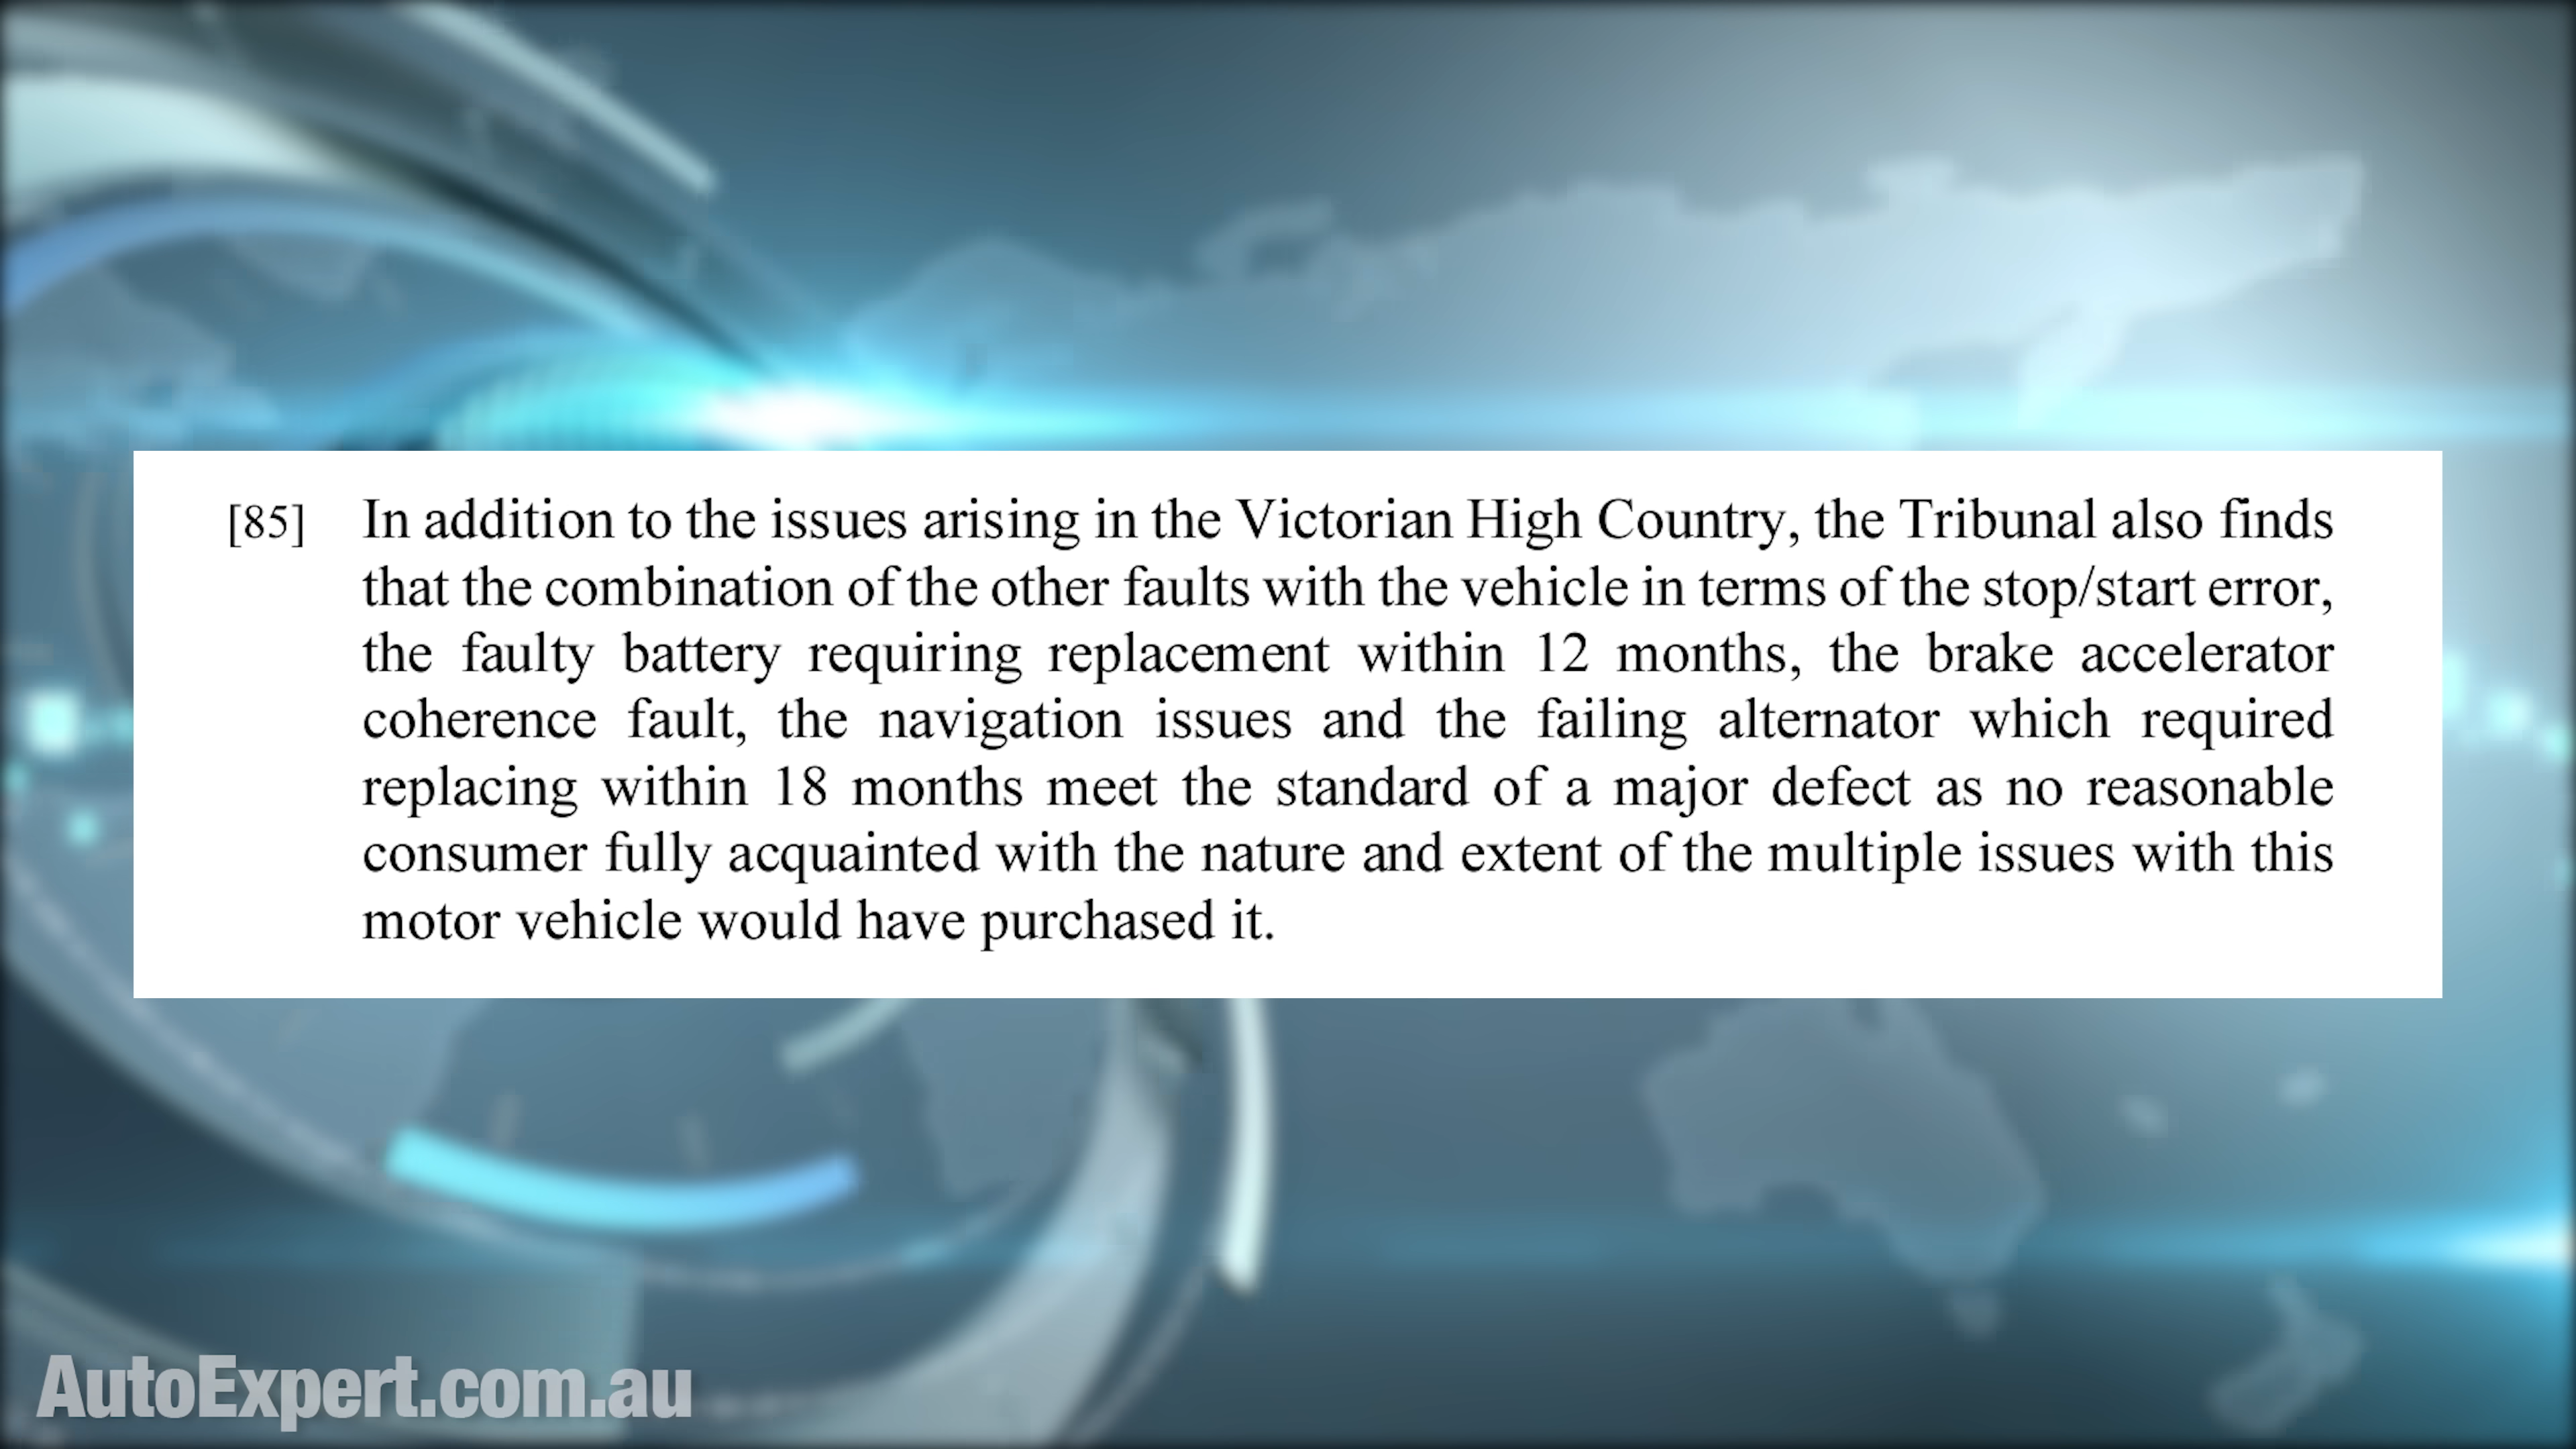 [85] In addition to the issues arising in the Victorian High Country, the Tribunal also finds
that the combination of the other faults with the vehicle in terms of the stop/start error,
the faulty battery requiring replacement within 12 months, the brake accelerator
coherence fault, the navigation issues and the failing alternator which required
replacing within 18 months meet the standard of a major defect as no reasonable
consumer fully acquainted with the nature and extent of the multiple issues with this
motor vehicle would have purchased it.
AutoExpert.com.au